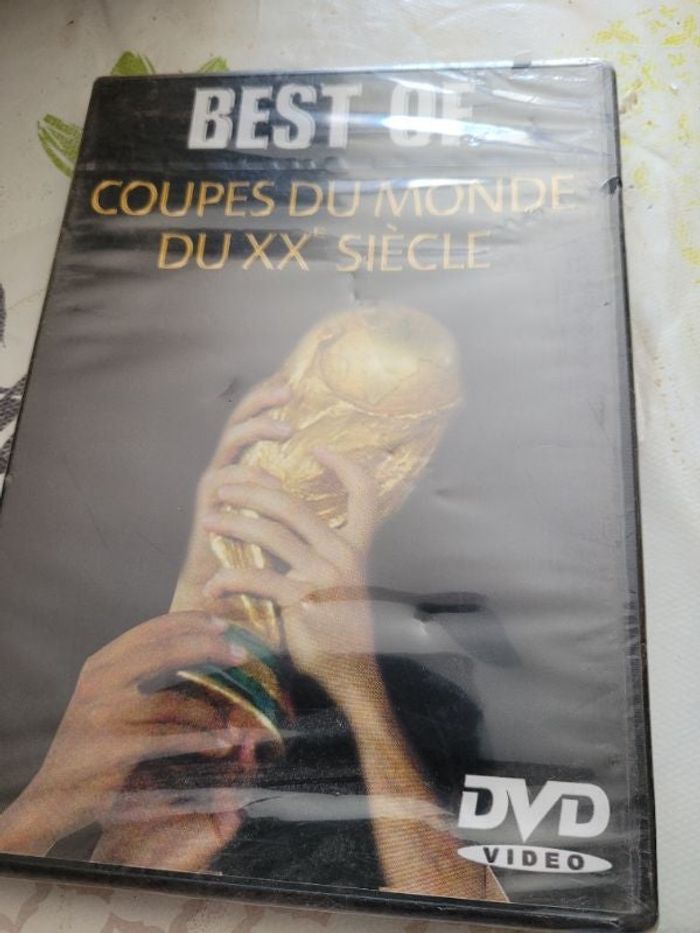 BEST OF
COUPES DU MONDE
DU XXᵉ SIÈCLE
DVD
VIDEO